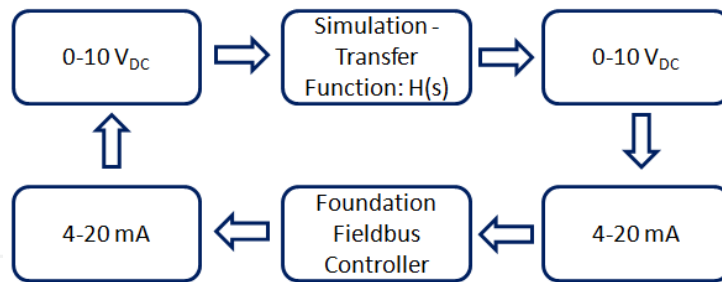 0-10 VDC
Simulation -
Transfer
Function: H(s)
0-10 VDC
4-20 mA
Foundation
Fieldbus
Controller
4-20 mA